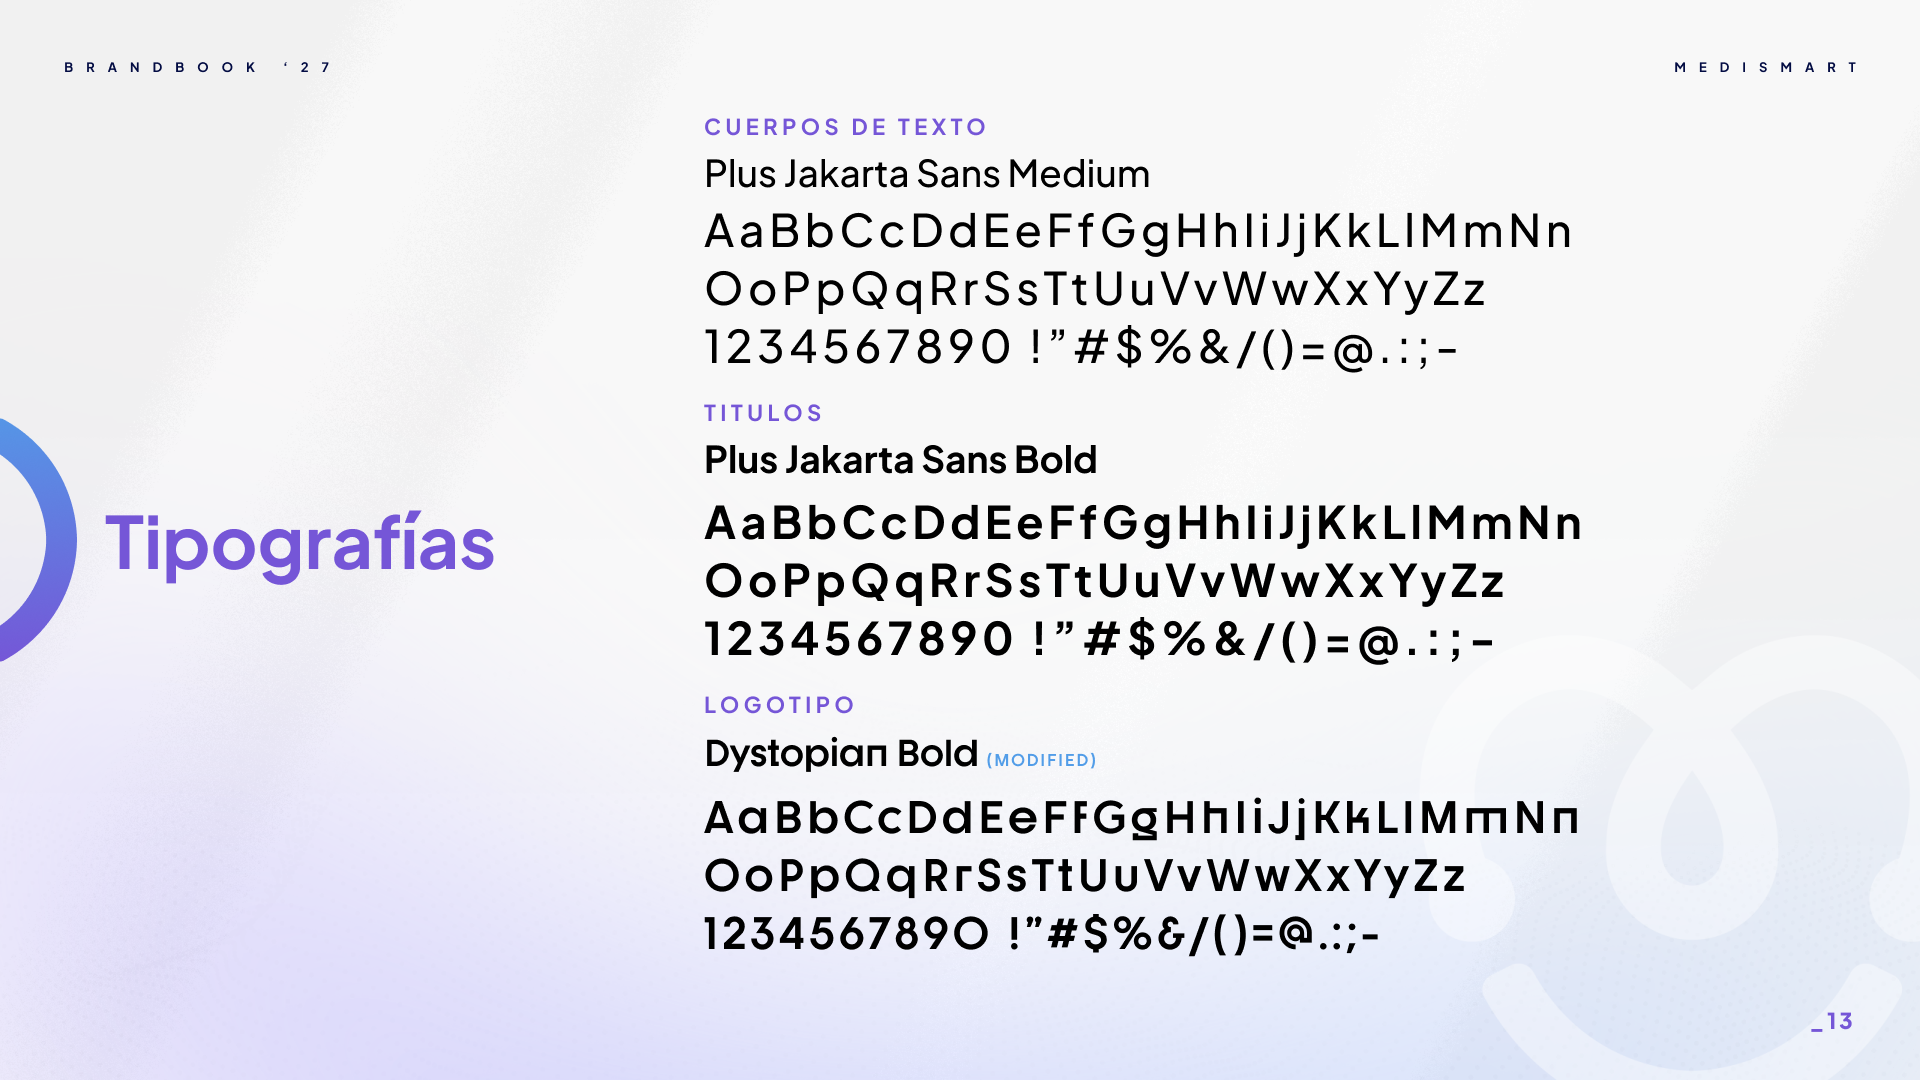 BRANDBOOK ‘27
MEDISMART
CUERPOS DE TEXTO
Plus Jakarta Sans Medium
AaBbCcDdEeFfGgHhIiJjKkLlMmNn
OoPpQqRrSsTtUuVvWwXxYyZz
1234567890 !”#$%&/()=@.:;-
TITULOS
Plus Jakarta Sans Bold
AaBbCcDdEeFfGgHhIiJjKkLlMmNn
OoPpQqRrSsTtUuVvWwXxYyZz
1234567890 !”#$%&/()=@.:;-
Tipografías
LOGOTIPO
Dystopian Bold (MODIFIED)
AaBbCcDdEeFfGgHhIiJjKkLlMmNn
OoPpQqRrSsTtUuVvWwXxYyZz
1234567890 !”#$%&/()=@.:;-
_13